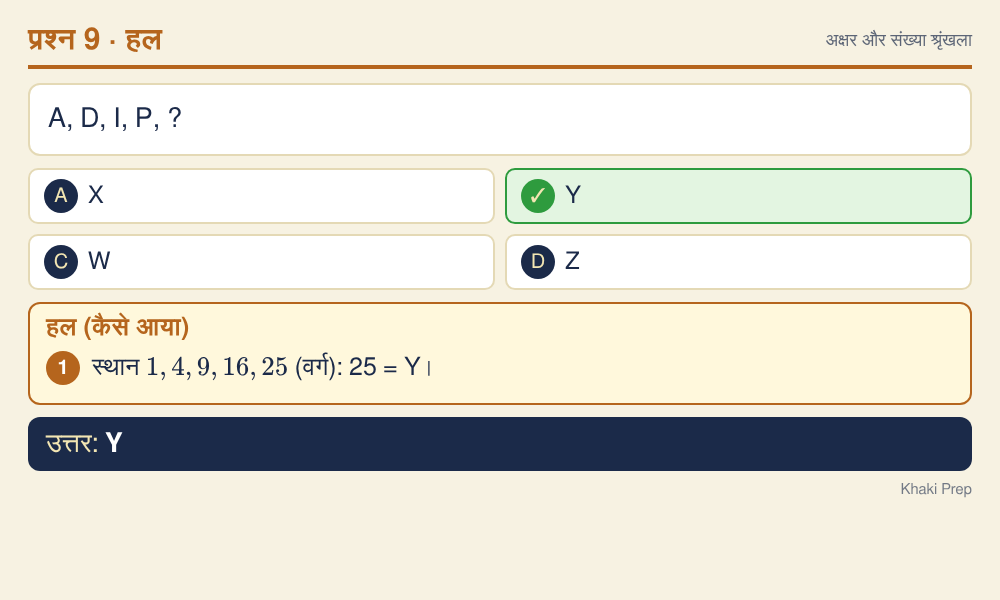 प्रश्न 9 · हल
अक्षर और संख्या श्रृंखला
A, D, I, P, ?
A X
✓ Y
C W
D Z
हल (कैसे आया)
1 स्थान 1, 4, 9, 16, 25 (वर्ग): 25 = Y।
उत्तर: Y
Khaki Prep